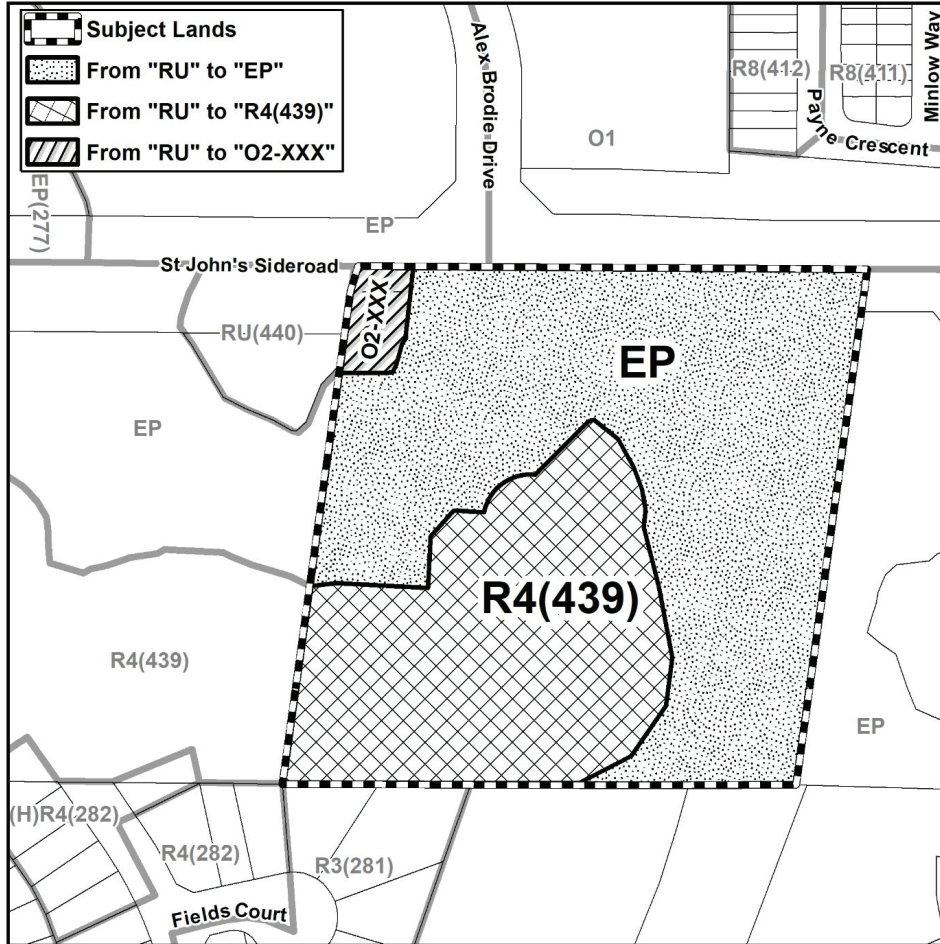 Subject Lands
From "RU" to "EP"
From "RU" to "R4(439)"
From "RU" to "O2-XXX"
Alex Brodie Drive
R8(412)
R8(411)
Minlow Way
Payne Crescent
O1
EP(277)
EP
St John's Sideroad
O2-XXX
RU(440)
EP
EP
R4(439)
R4(439)
EP
(H)R4(282)
R4(282)
R3(281)
Fields Court